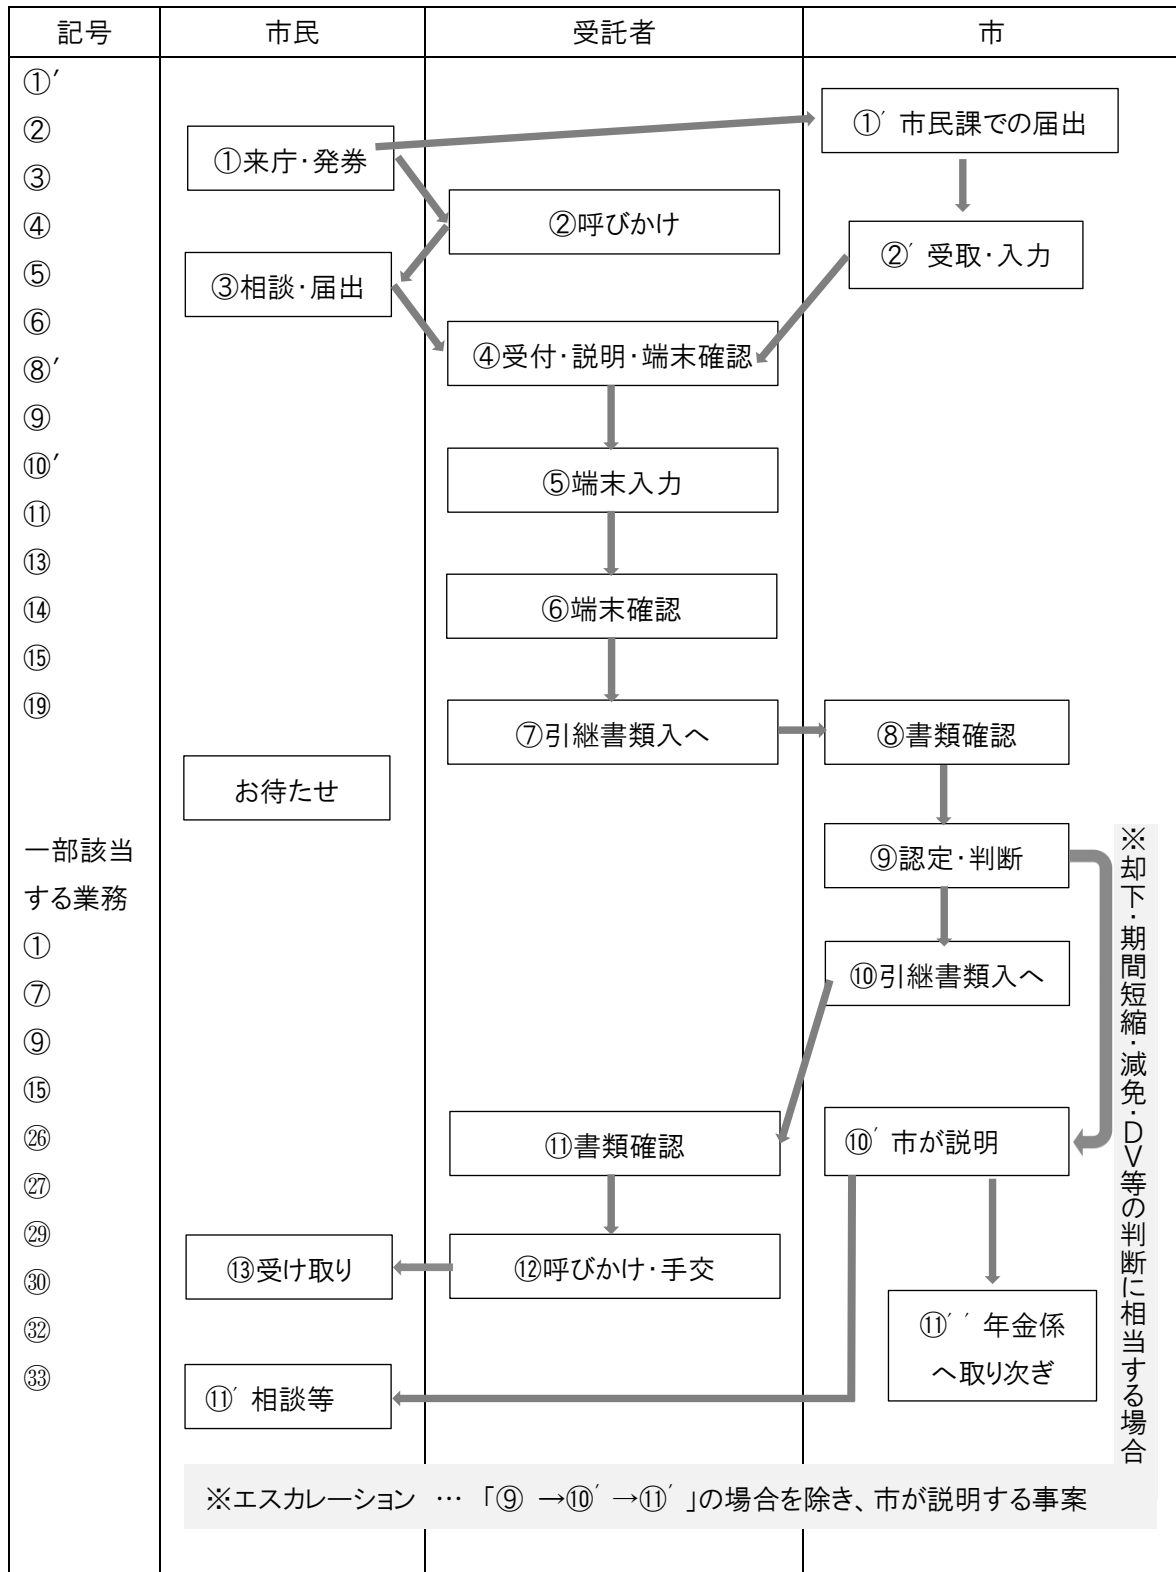 記号
市民
受託者
市
①′
②
③
④
⑤
⑥
⑧′
⑨
⑩′
⑪
⑬
⑭
⑮
⑲
一部該当
する業務
①
⑦
⑨
⑮
㉖
㉗
㉙
㉚
㉜
㉝
①′ 市民課での届出
①来庁・発券
②呼びかけ
②′ 受取・入力
③相談・届出
④受付・説明・端末確認
⑤端末入力
⑥端末確認
⑦引継書類入へ
⑧書類確認
お待たせ
⑨認定・判断
⑩引継書類入へ
⑪書類確認
⑩′ 市が説明
⑬受け取り
⑫呼びかけ・手交
⑪′′ 年金係
へ取り次ぎ
⑪′ 相談等
※却下・期間短縮・減免・DV等の判断に相当する場合
※エスカレーション … 「⑨ →⑩′ →⑪′ 」の場合を除き、市が説明する事案